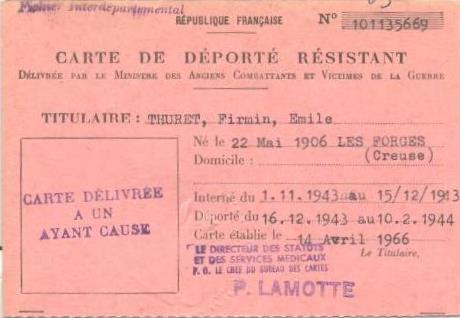 Fichier Interdépartemental
RÉPUBLIQUE FRANÇAISE
N° 101135669
CARTE DE DÉPORTÉ RÉSISTANT
DÉLIVRÉE PAR LE MINISTRE DES ANCIENS COMBATTANTS ET VICTIMES DE LA GUERRE
TITULAIRE : THURET, Firmin, Emile
Né le 22 Mai 1906 LES FORGES
(Creuse)
Domicile :
CARTE DÉLIVRÉE
A UN
AYANT CAUSE
Interné du 1.11.1943 au 15/12/1943
Déporté du 16.12.1943 au 10.2.1944
Carte établie le 14 Avril 1966
LE DIRECTEUR DES STATUTS
ET DES SERVICES MEDICAUX
P. O. LE CHEF DU BUREAU DES CARTES
Le Titulaire,
P. LAMOTTE